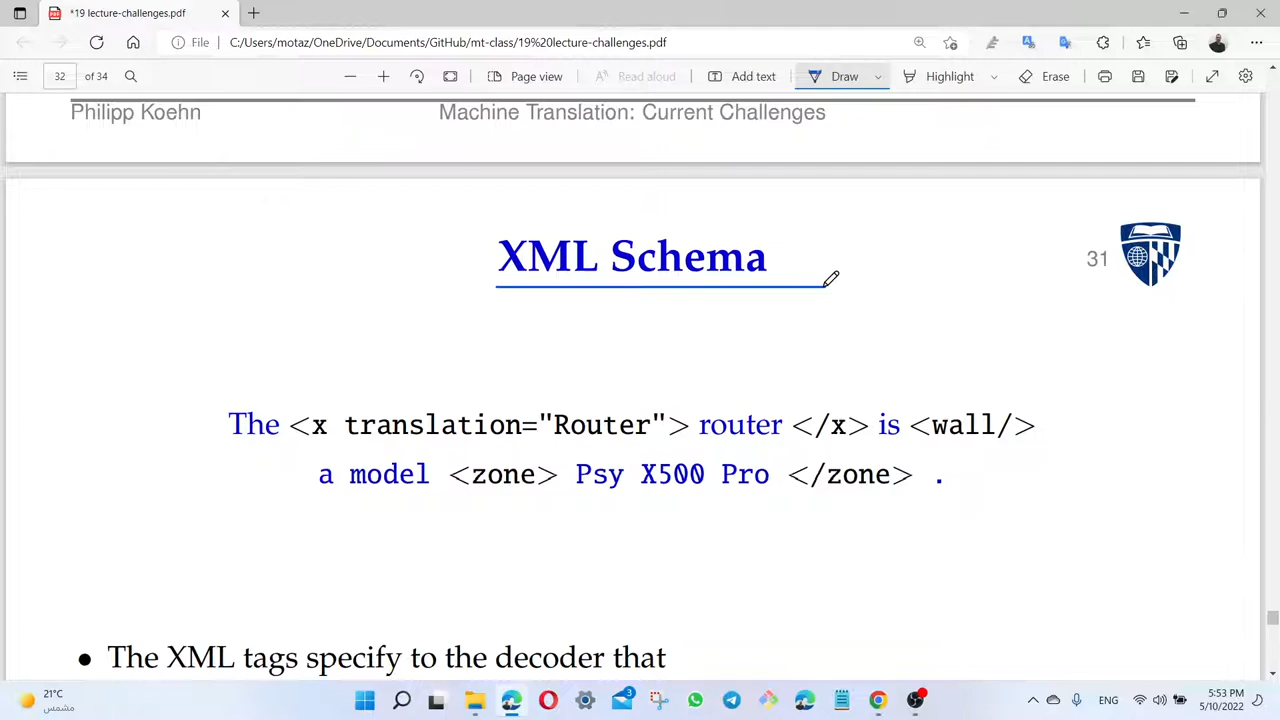 *19 lecture-challenges.pdf
File C:/Users/motaz/OneDrive/Documents/GitHub/mt-class/19%20lecture-challenges.pdf
32 of 34 Page view Read aloud Add text Draw Highlight Erase
Philipp Koehn Machine Translation: Current Challenges
XML Schema 31
The <x translation="Router"> router </x> is <wall/>
a model <zone> Psy X500 Pro </zone> .
• The XML tags specify to the decoder that
21°C
مشمس
3
ENG
5:53 PM
5/10/2022